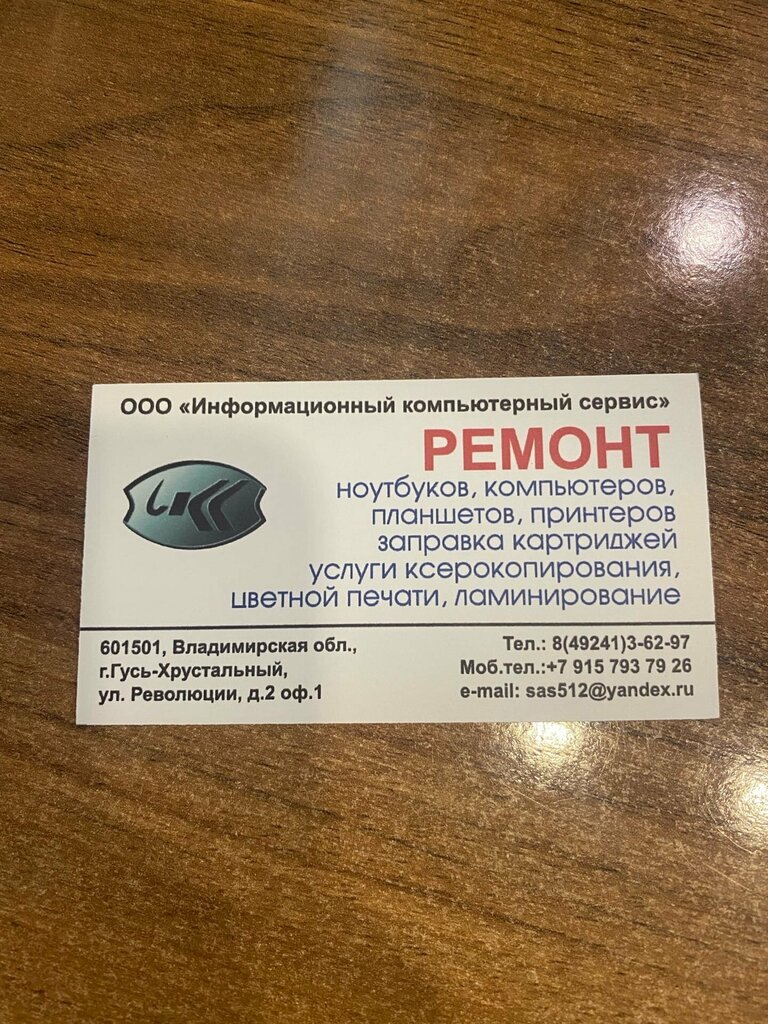 ООО «Информационный компьютерный сервис»
РЕМОНТ
ноутбуков, компьютеров,
планшетов, принтеров
заправка картриджей
услуги ксерокопирования,
цветной печати, ламинирование
икс
601501, Владимирская обл.,
г.Гусь-Хрустальный,
ул. Революции, д.2 оф.1
Тел.: 8(49241)3-62-97
Моб.тел.:+7 915 793 79 26
e-mail: sas512@yandex.ru